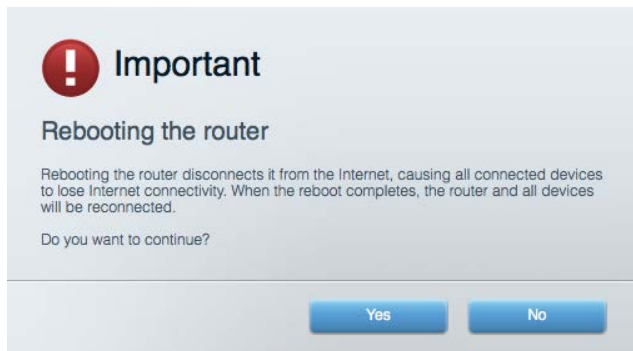 Important
Rebooting the router
Rebooting the router disconnects it from the Internet, causing all connected devices
to lose Internet connectivity. When the reboot completes, the router and all devices
will be reconnected.
Do you want to continue?
Yes No